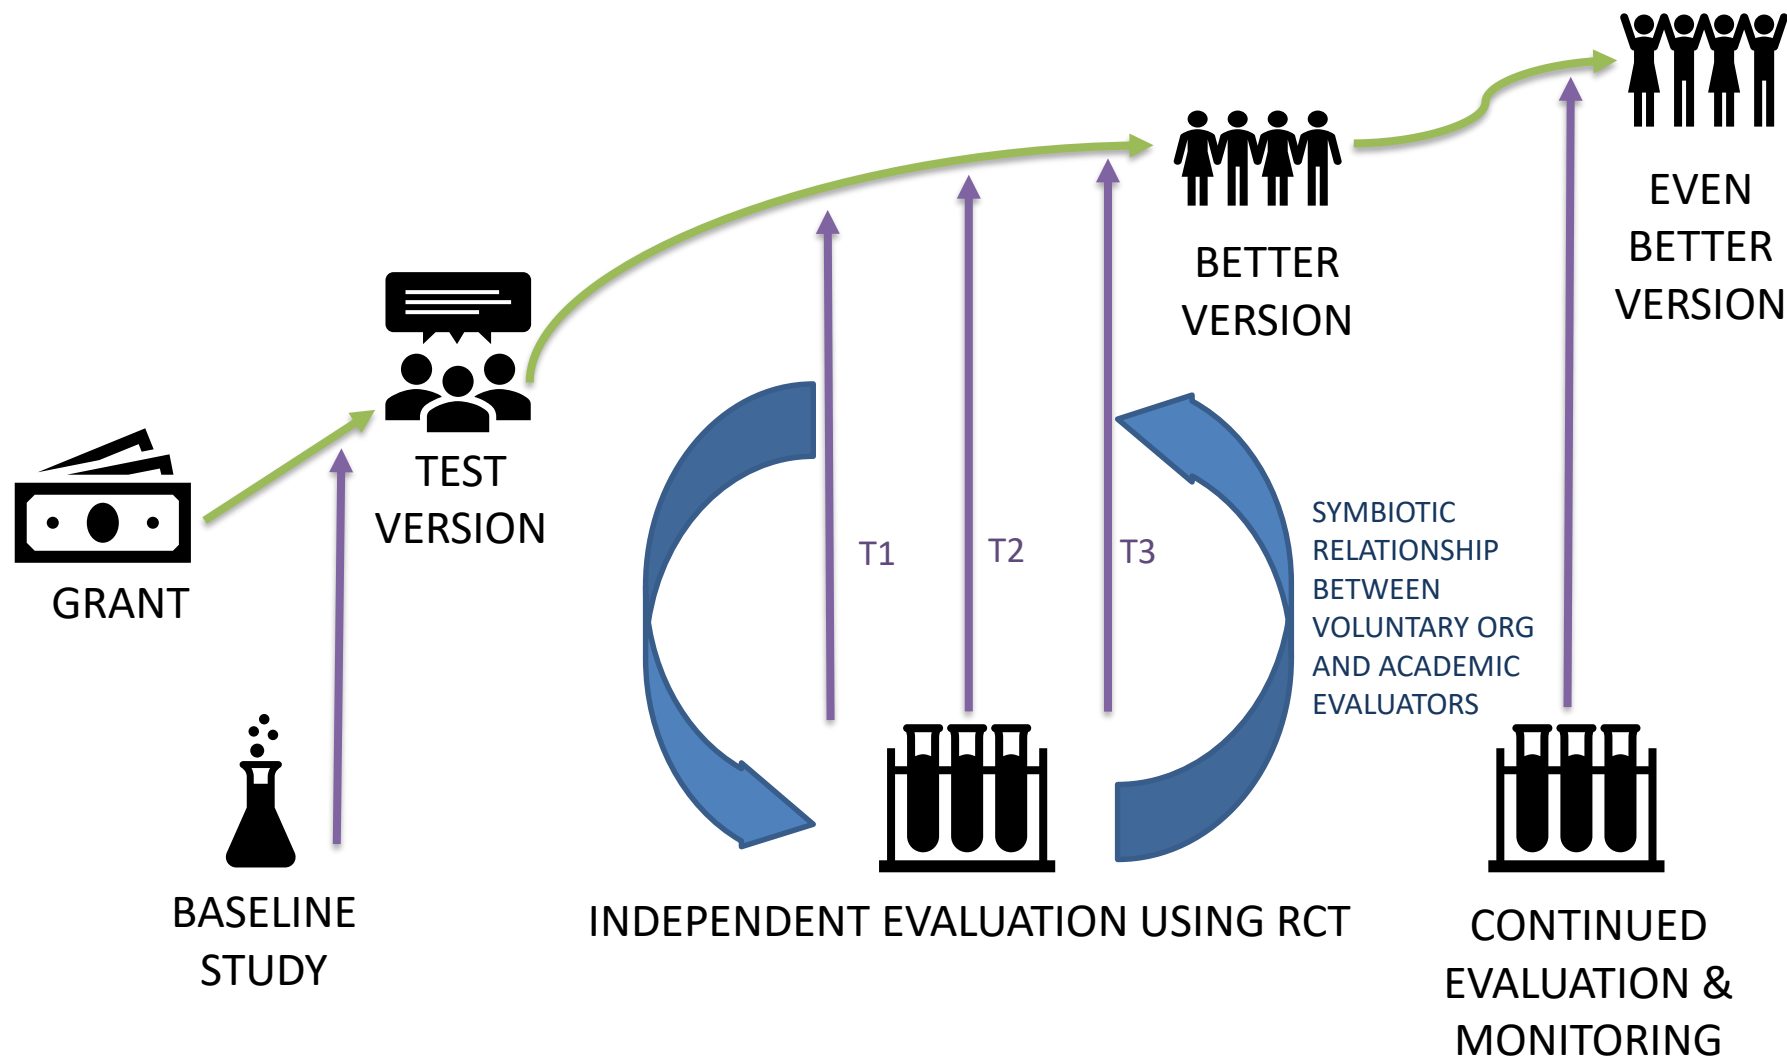 EVEN
BETTER
VERSION
BETTER
VERSION
TEST
VERSION
GRANT
T1
T2
T3
SYMBIOTIC
RELATIONSHIP
BETWEEN
VOLUNTARY ORG
AND ACADEMIC
EVALUATORS
BASELINE
STUDY
INDEPENDENT EVALUATION USING RCT
CONTINUED
EVALUATION &
MONITORING